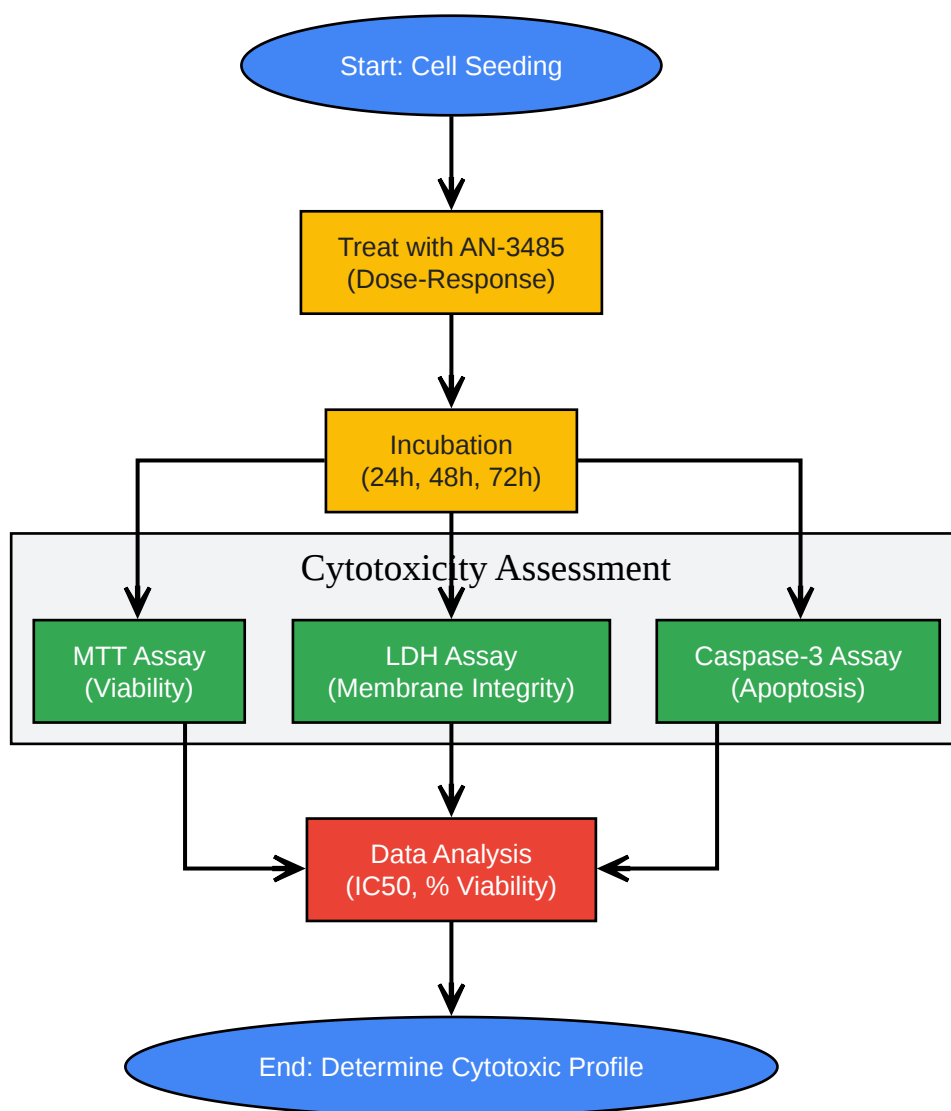 Start: Cell Seeding
Treat with AN-3485
(Dose-Response)
Incubation
(24h, 48h, 72h)
Cytotoxicity Assessment
MTT Assay
(Viability)
LDH Assay
(Membrane Integrity)
Caspase-3 Assay
(Apoptosis)
Data Analysis
(IC50, % Viability)
End: Determine Cytotoxic Profile